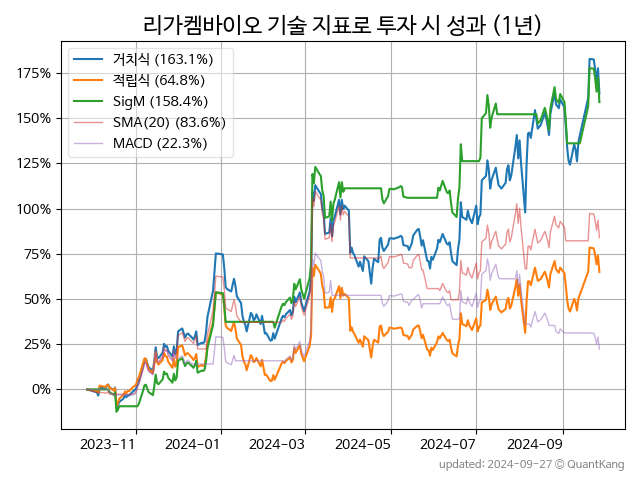 리가켐바이오 기술 지표로 투자 시 성과 (1년)
거치식 (163.1%)
적립식 (64.8%)
SigM (158.4%)
SMA(20) (83.6%)
MACD (22.3%)
175%
150%
125%
100%
75%
50%
25%
0%
2023-11
2024-01
2024-03
2024-05
2024-07
2024-09
updated: 2024-09-27 © QuantKang